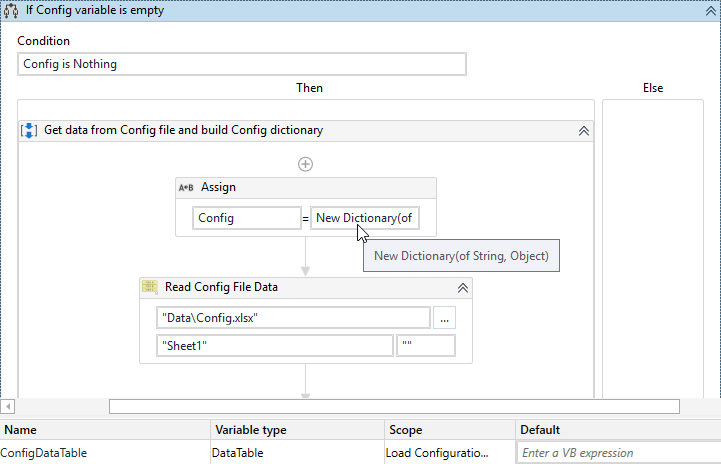 If Config variable is empty
Condition
Config is Nothing
Then
Else
Get data from Config file and build Config dictionary
A+B Assign
Config = New Dictionary(of
New Dictionary(of String, Object)
Read Config File Data
"Data\Config.xlsx" ...
"Sheet1" ""
Name Variable type Scope Default
ConfigDataTable DataTable Load Configuratio... Enter a VB expression